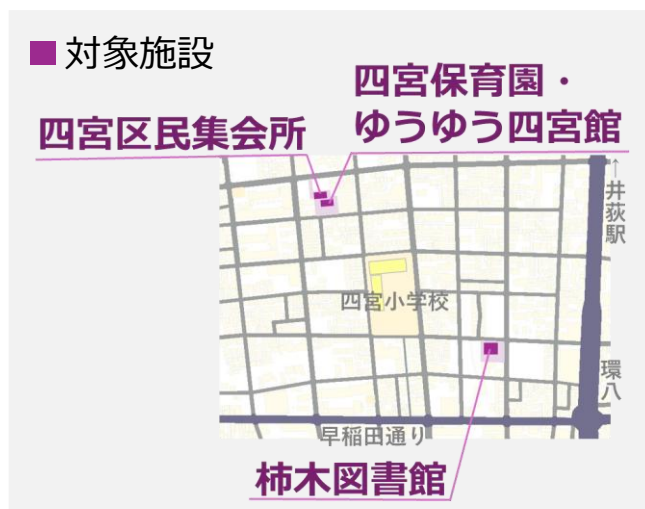 対象施設
四宮保育園・
ゆうゆう四宮館
四宮区民集会所
↑井荻駅
四宮小学校
環八
早稲田通り
柿木図書館